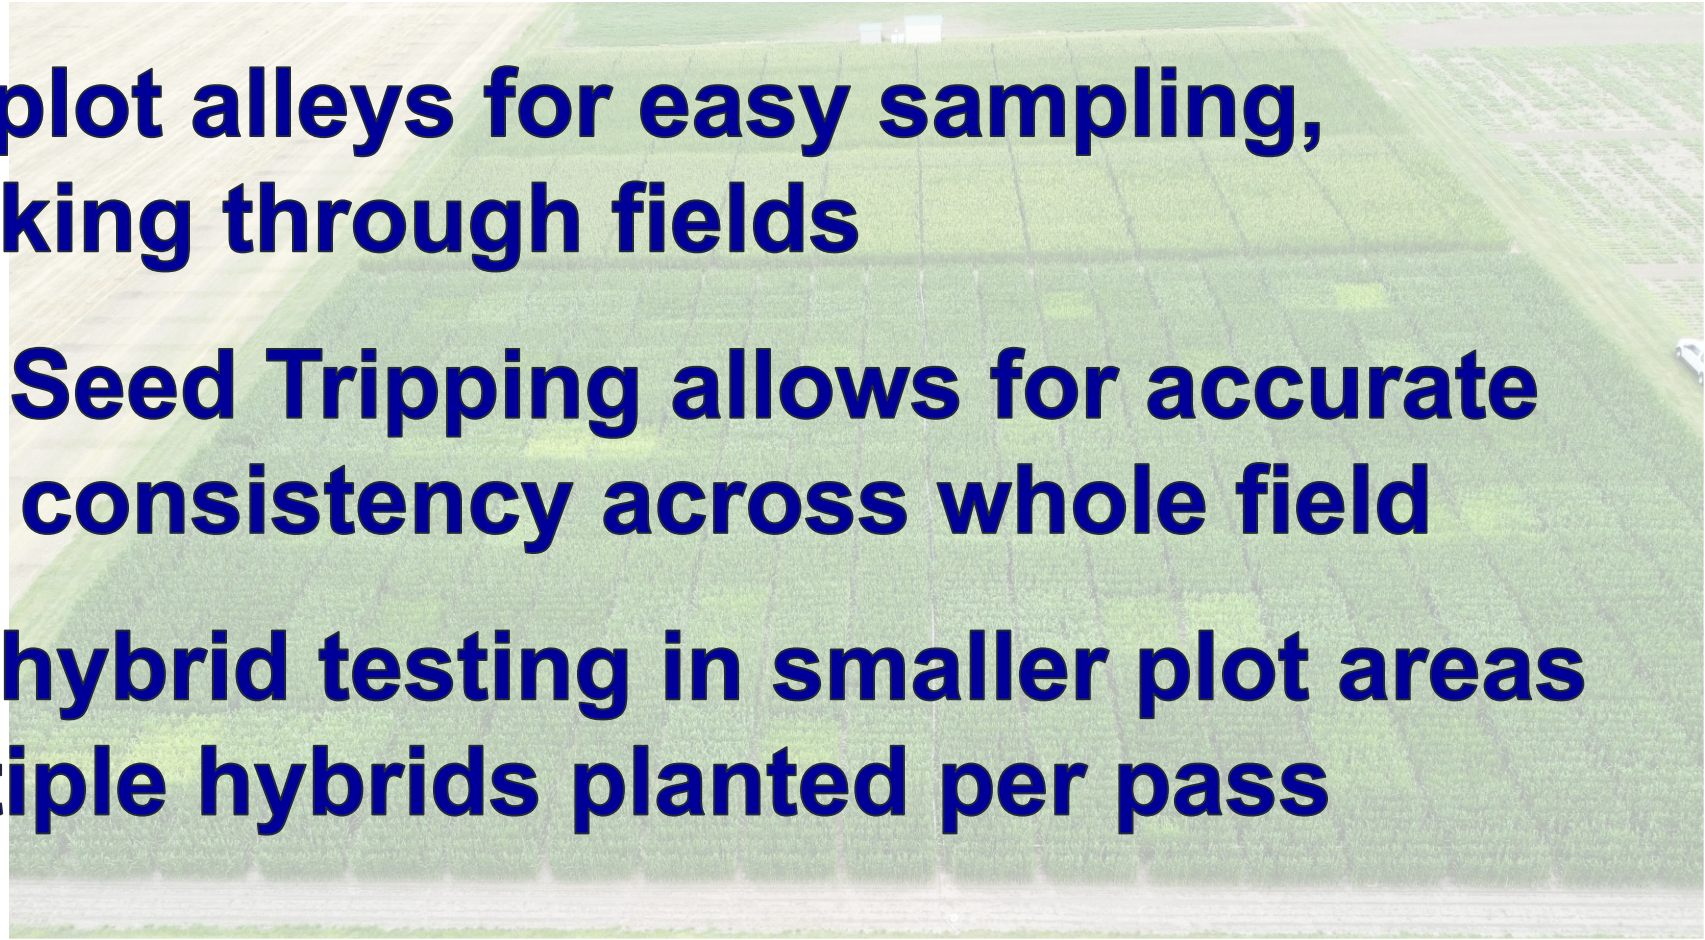 plot alleys for easy sampling,
king through fields
Seed Tripping allows for accurate
consistency across whole field
hybrid testing in smaller plot areas
iple hybrids planted per pass